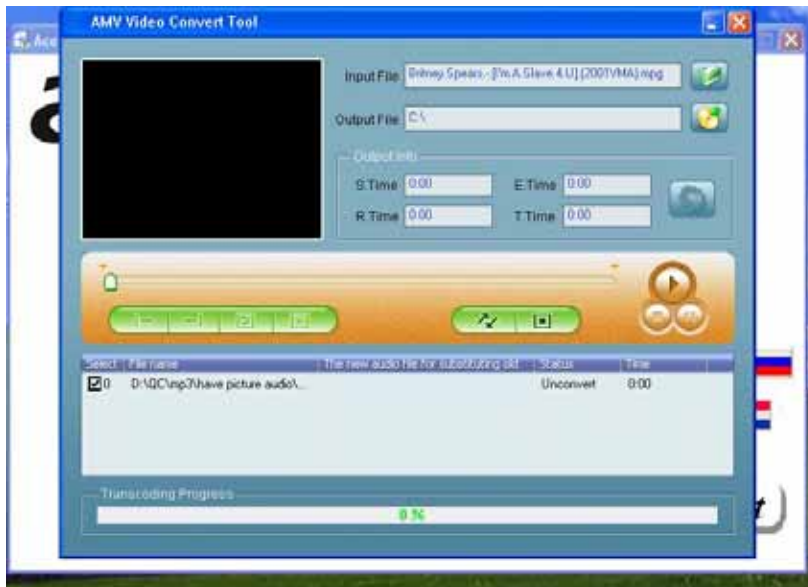 AMV Video Convert Tool
Ace
Input File Britney Spears - [I'm A Slave 4 U] (2001VMA).mpg
Output File C:\
Output Info
S.Time 0:00 E.Time 0:00
R.Time 0:00 T.Time 0:00
Select File name The new audio file for substituting old Status Time
0 D:\QC\mp3\have picture audio\... Unconvert 0:00
Transcoding Progress
0 %